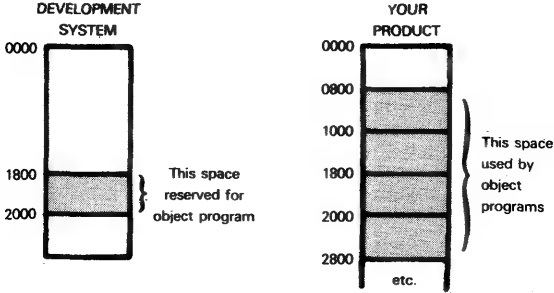 DEVELOPMENT
SYSTEM
0000
1800
2000
This space
reserved for
object program
YOUR
PRODUCT
0000
0800
1000
1800
2000
2800
This space
used by
object
programs
etc.